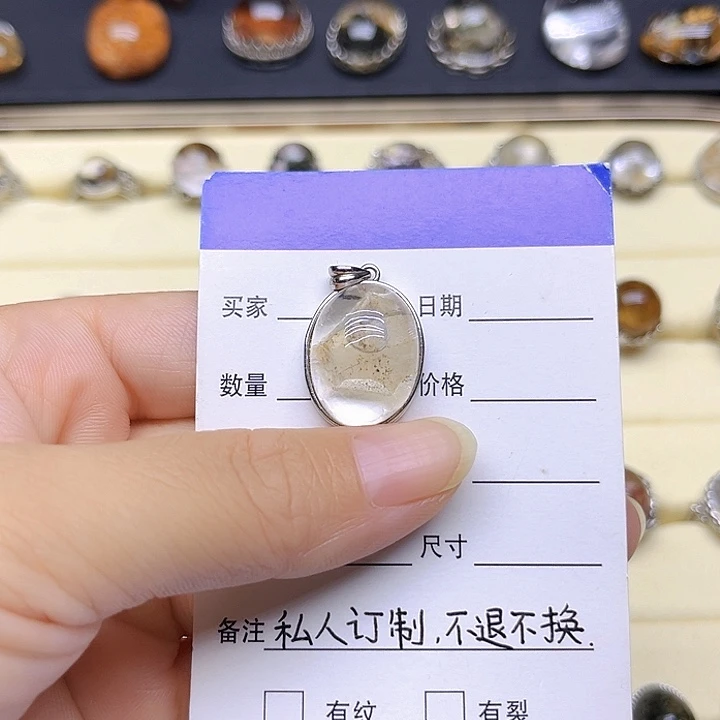 买家 日期
数量 价格
尺寸
备注 私人订制,不退不换.
有纹 有裂